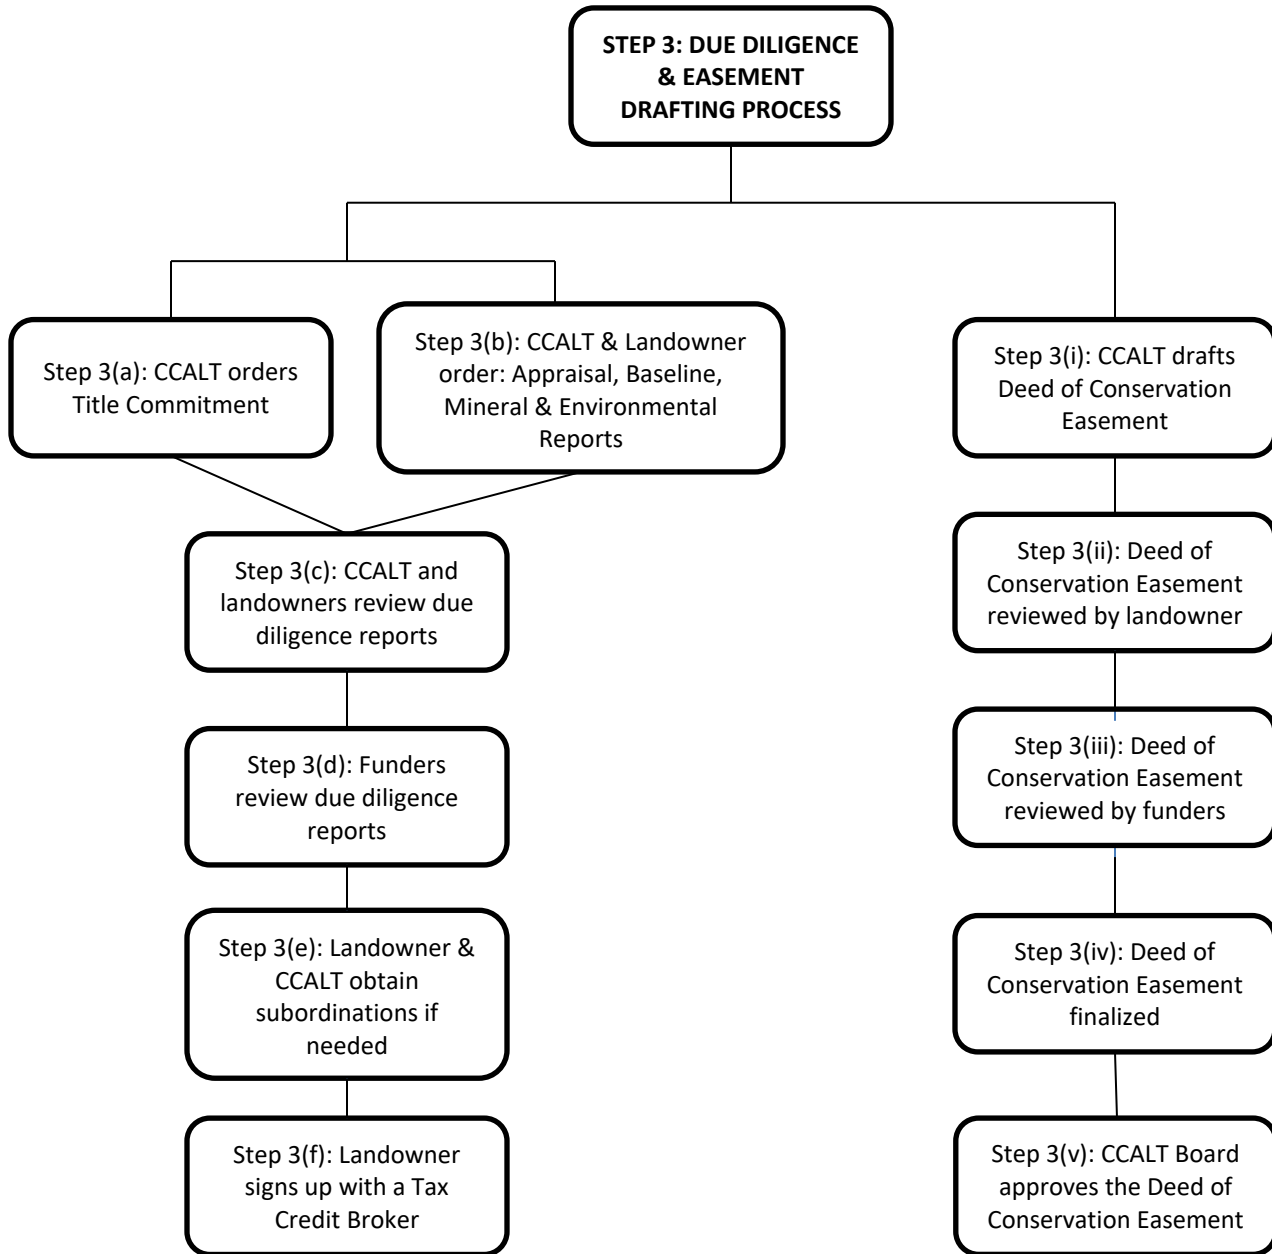 STEP 3: DUE DILIGENCE
& EASEMENT
DRAFTING PROCESS
Step 3(a): CCALT orders
Title Commitment
Step 3(b): CCALT & Landowner
order: Appraisal, Baseline,
Mineral & Environmental
Reports
Step 3(c): CCALT and
landowners review due
diligence reports
Step 3(d): Funders
review due diligence
reports
Step 3(e): Landowner &
CCALT obtain
subordinations if
needed
Step 3(f): Landowner
signs up with a Tax
Credit Broker
Step 3(i): CCALT drafts
Deed of Conservation
Easement
Step 3(ii): Deed of
Conservation Easement
reviewed by landowner
Step 3(iii): Deed of
Conservation Easement
reviewed by funders
Step 3(iv): Deed of
Conservation Easement
finalized
Step 3(v): CCALT Board
approves the Deed of
Conservation Easement